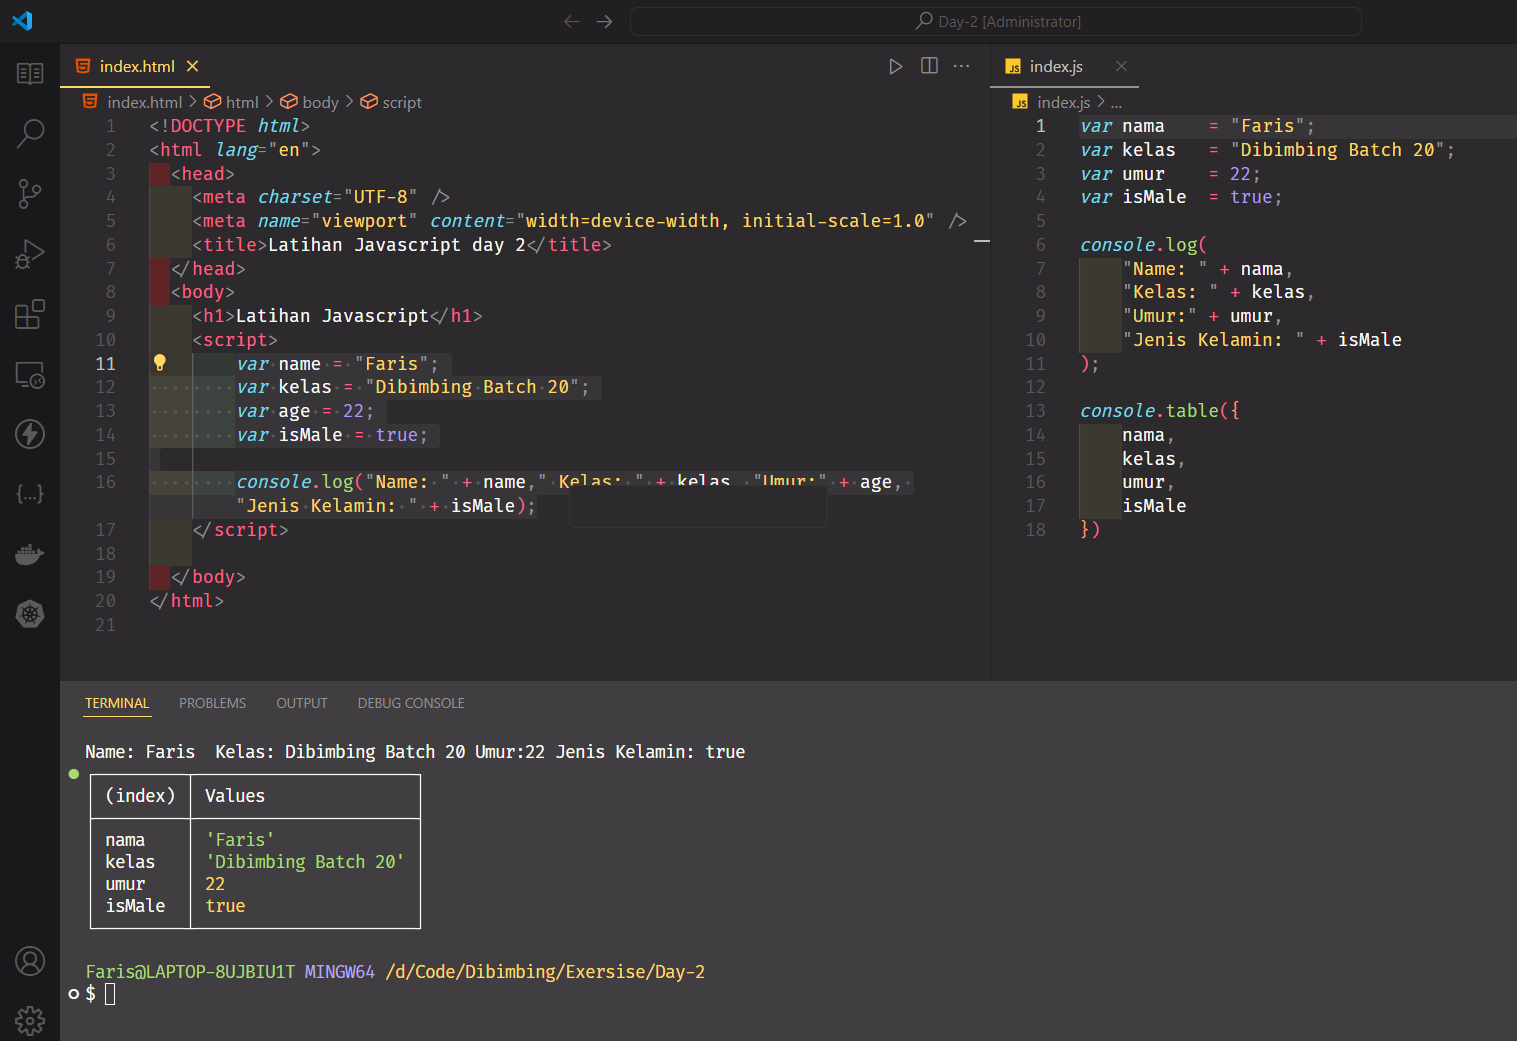 Day-2 [Administrator]
index.html
index.html > html > body > script
1 <!DOCTYPE html>
2 <html lang="en">
3 <head>
4 <meta charset="UTF-8" />
5 <meta name="viewport" content="width=device-width, initial-scale=1.0" />
6 <title>Latihan Javascript day 2</title>
7 </head>
8 <body>
9 <h1>Latihan Javascript</h1>
10 <script>
11 var name = "Faris";
12 var kelas = "Dibimbing Batch 20";
13 var age = 22;
14 var isMale = true;
15
16 console.log("Name: " + name," Kelas: " + kelas, "Umur:" + age,
"Jenis Kelamin: " + isMale);
17 </script>
18
19 </body>
20 </html>
21
JS index.js
JS index.js > ...
1 var nama = "Faris";
2 var kelas = "Dibimbing Batch 20";
3 var umur = 22;
4 var isMale = true;
5
6 console.log(
7 "Name: " + nama,
8 "Kelas: " + kelas,
9 "Umur:" + umur,
10 "Jenis Kelamin: " + isMale
11 );
12
13 console.table({
14 nama,
15 kelas,
16 umur,
17 isMale
18 })
TERMINAL PROBLEMS OUTPUT DEBUG CONSOLE
Name: Faris  Kelas: Dibimbing Batch 20 Umur:22 Jenis Kelamin: true
(index) Values
nama 'Faris'
kelas 'Dibimbing Batch 20'
umur 22
isMale true
Faris@LAPTOP-8UJBIU1T MINGW64 /d/Code/Dibimbing/Exersise/Day-2
$